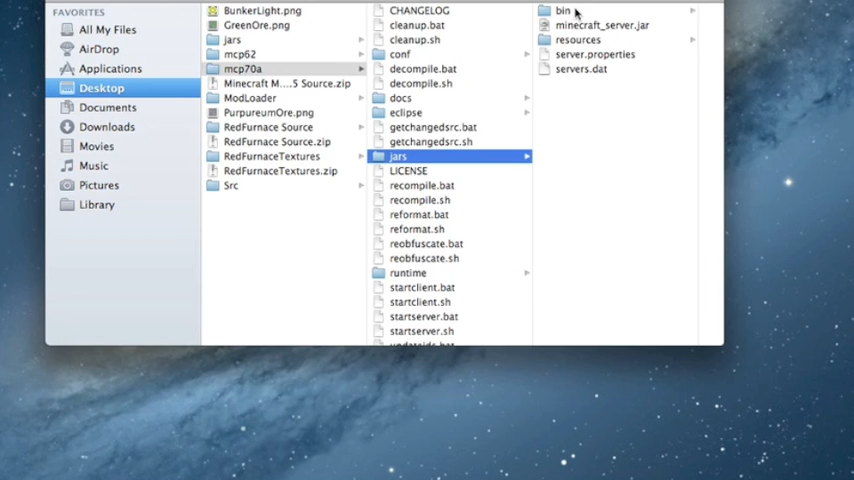 FAVORITES
All My Files
AirDrop
Applications
Desktop
Documents
Downloads
Movies
Music
Pictures
Library
BunkerLight.png
GreenOre.png
jars
mcp62
mcp70a
Minecraft M....5 Source.zip
ModLoader
PurpureumOre.png
RedFurnace Source
RedFurnace Source.zip
RedFurnaceTextures
RedFurnaceTextures.zip
Src
CHANGELOG
cleanup.bat
cleanup.sh
conf
decompile.bat
decompile.sh
docs
eclipse
getchangedsrc.bat
getchangedsrc.sh
jars
LICENSE
recompile.bat
recompile.sh
reformat.bat
reformat.sh
reobfuscate.bat
reobfuscate.sh
runtime
startclient.bat
startclient.sh
startserver.bat
startserver.sh
bin
minecraft_server.jar
resources
server.properties
servers.dat